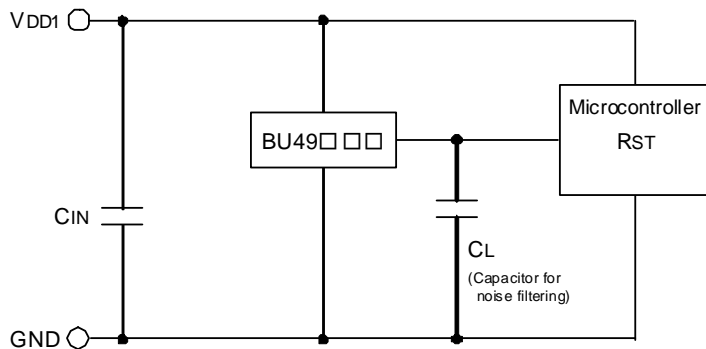 VDD1
Microcontroller
RST
BU49□□□
CIN
CL
(Capacitor for
noise filtering)
GND